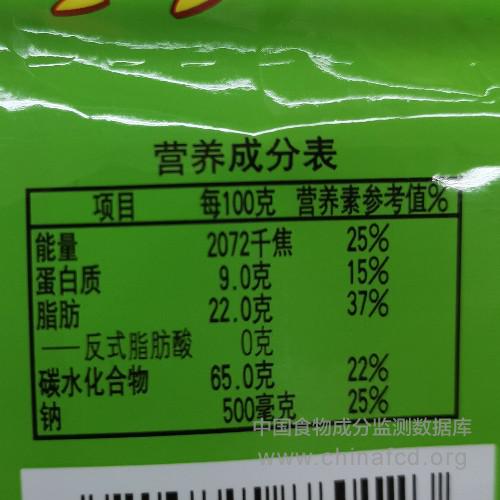 营养成分表
项目 每100克 营养素参考值%
能量 2072千焦 25%
蛋白质 9.0克 15%
脂肪 22.0克 37%
——反式脂肪酸 0克
碳水化合物 65.0克 22%
钠 500毫克 25%
中国食物成分监测数据库
www.chinafcd.org